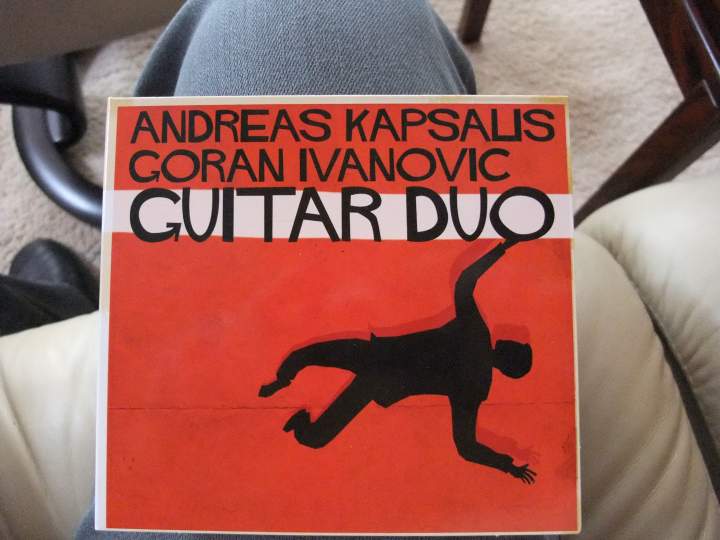 ANDREAS KAPSALIS
GORAN IVANOVIC
GUITAR DUO